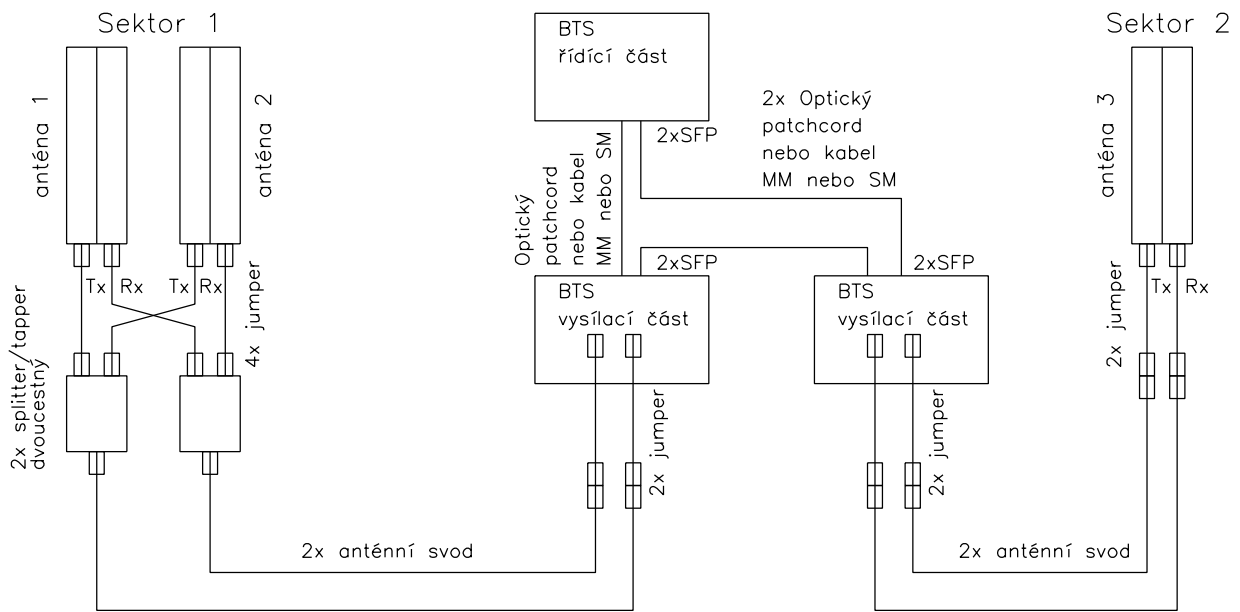 Sektor 1
BTS
řídící část
Sektor 2
anténa 1
anténa 2
2x Optický
patchcord
nebo kabel
MM nebo SM
anténa 3
2xSFP
Optický
patchcord
nebo kabel
MM nebo SM
2xSFP
2xSFP
Tx Rx
Tx Rx
Tx Rx
BTS
vysílací část
BTS
vysílací část
2x splitter/tapper
dvoucestný
4x jumper
2x jumper
2x jumper
2x jumper
2x anténní svod
2x anténní svod